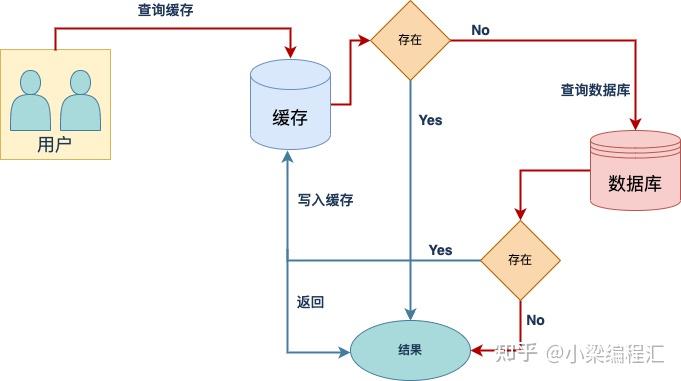 查询缓存
No
存在
缓存
查询数据库
用户
Yes
数据库
写入缓存
Yes
存在
返回
No
结果
知乎 @小梁编程汇